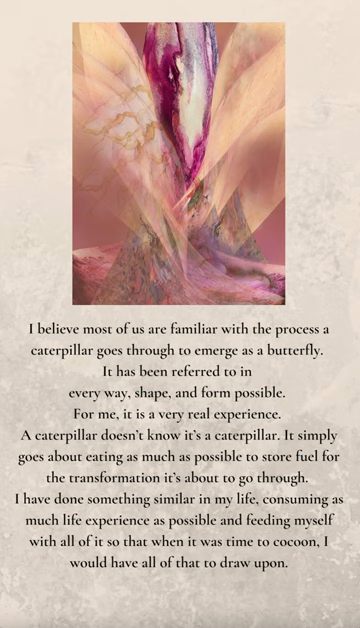 I believe most of us are familiar with the process a
caterpillar goes through to emerge as a butterfly.
It has been referred to in
every way, shape, and form possible.
For me, it is a very real experience.
A caterpillar doesn't know it's a caterpillar. It simply
goes about eating as much as possible to store fuel for
the transformation it's about to go through.
I have done something similar in my life, consuming as
much life experience as possible and feeding myself
with all of it so that when it was time to cocoon, I
would have all of that to draw upon.